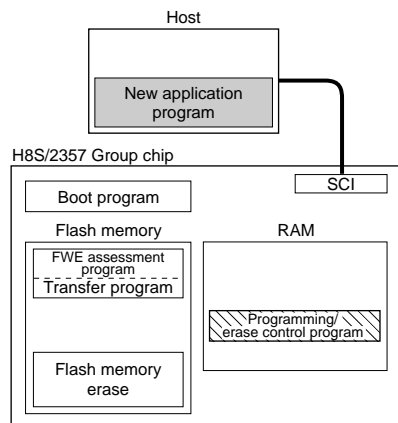 Host
New application
program
H8S/2357 Group chip
SCI
Boot program
Flash memory
RAM
FWE assessment
program
Transfer program
Programming/
erase control program
Flash memory
erase